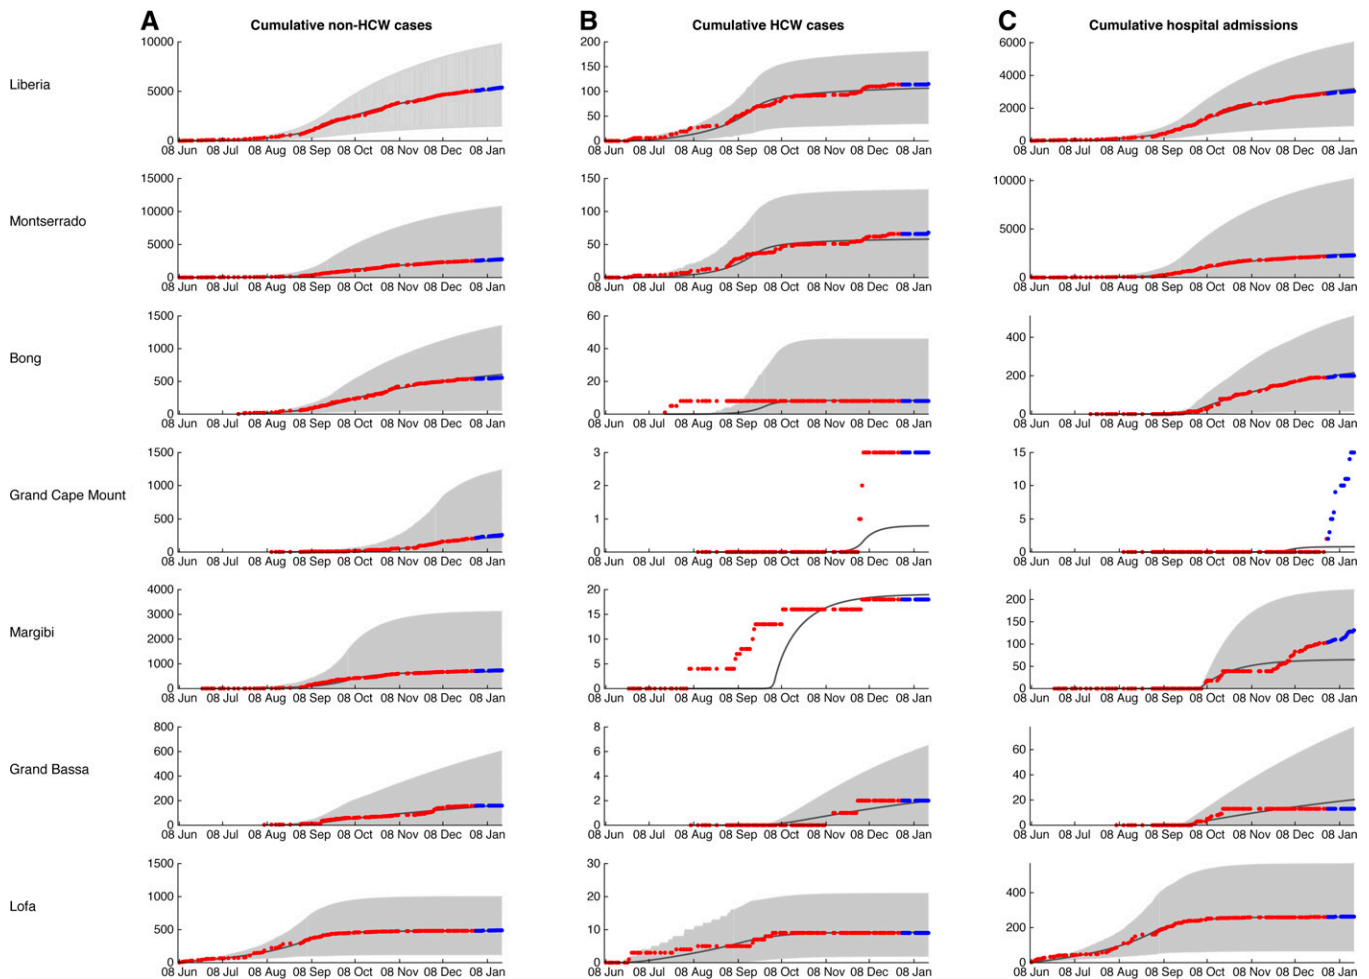 A Cumulative non-HCW cases B Cumulative HCW cases C Cumulative hospital admissions
Liberia
10000 5000 0
08 Jun 08 Jul 08 Aug 08 Sep 08 Oct 08 Nov 08 Dec 08 Jan
200 150 100 50 0
08 Jun 08 Jul 08 Aug 08 Sep 08 Oct 08 Nov 08 Dec 08 Jan
6000 4000 2000 0
08 Jun 08 Jul 08 Aug 08 Sep 08 Oct 08 Nov 08 Dec 08 Jan
Montserrado
15000 10000 5000 0
08 Jun 08 Jul 08 Aug 08 Sep 08 Oct 08 Nov 08 Dec 08 Jan
150 100 50 0
08 Jun 08 Jul 08 Aug 08 Sep 08 Oct 08 Nov 08 Dec 08 Jan
10000 5000 0
08 Jun 08 Jul 08 Aug 08 Sep 08 Oct 08 Nov 08 Dec 08 Jan
Bong
1500 1000 500 0
08 Jun 08 Jul 08 Aug 08 Sep 08 Oct 08 Nov 08 Dec 08 Jan
60 40 20 0
08 Jun 08 Jul 08 Aug 08 Sep 08 Oct 08 Nov 08 Dec 08 Jan
400 200 0
08 Jun 08 Jul 08 Aug 08 Sep 08 Oct 08 Nov 08 Dec 08 Jan
Grand Cape Mount
1500 1000 500 0
08 Jun 08 Jul 08 Aug 08 Sep 08 Oct 08 Nov 08 Dec 08 Jan
3 2 1 0
08 Jun 08 Jul 08 Aug 08 Sep 08 Oct 08 Nov 08 Dec 08 Jan
15 10 5 0
08 Jun 08 Jul 08 Aug 08 Sep 08 Oct 08 Nov 08 Dec 08 Jan
Margibi
4000 3000 2000 1000 0
08 Jun 08 Jul 08 Aug 08 Sep 08 Oct 08 Nov 08 Dec 08 Jan
20 15 10 5 0
08 Jun 08 Jul 08 Aug 08 Sep 08 Oct 08 Nov 08 Dec 08 Jan
200 150 100 50 0
08 Jun 08 Jul 08 Aug 08 Sep 08 Oct 08 Nov 08 Dec 08 Jan
Grand Bassa
800 600 400 200 0
08 Jun 08 Jul 08 Aug 08 Sep 08 Oct 08 Nov 08 Dec 08 Jan
8 6 4 2 0
08 Jun 08 Jul 08 Aug 08 Sep 08 Oct 08 Nov 08 Dec 08 Jan
60 40 20 0
08 Jun 08 Jul 08 Aug 08 Sep 08 Oct 08 Nov 08 Dec 08 Jan
Lofa
1500 1000 500 0
08 Jun 08 Jul 08 Aug 08 Sep 08 Oct 08 Nov 08 Dec 08 Jan
30 20 10 0
08 Jun 08 Jul 08 Aug 08 Sep 08 Oct 08 Nov 08 Dec 08 Jan
400 200 0
08 Jun 08 Jul 08 Aug 08 Sep 08 Oct 08 Nov 08 Dec 08 Jan